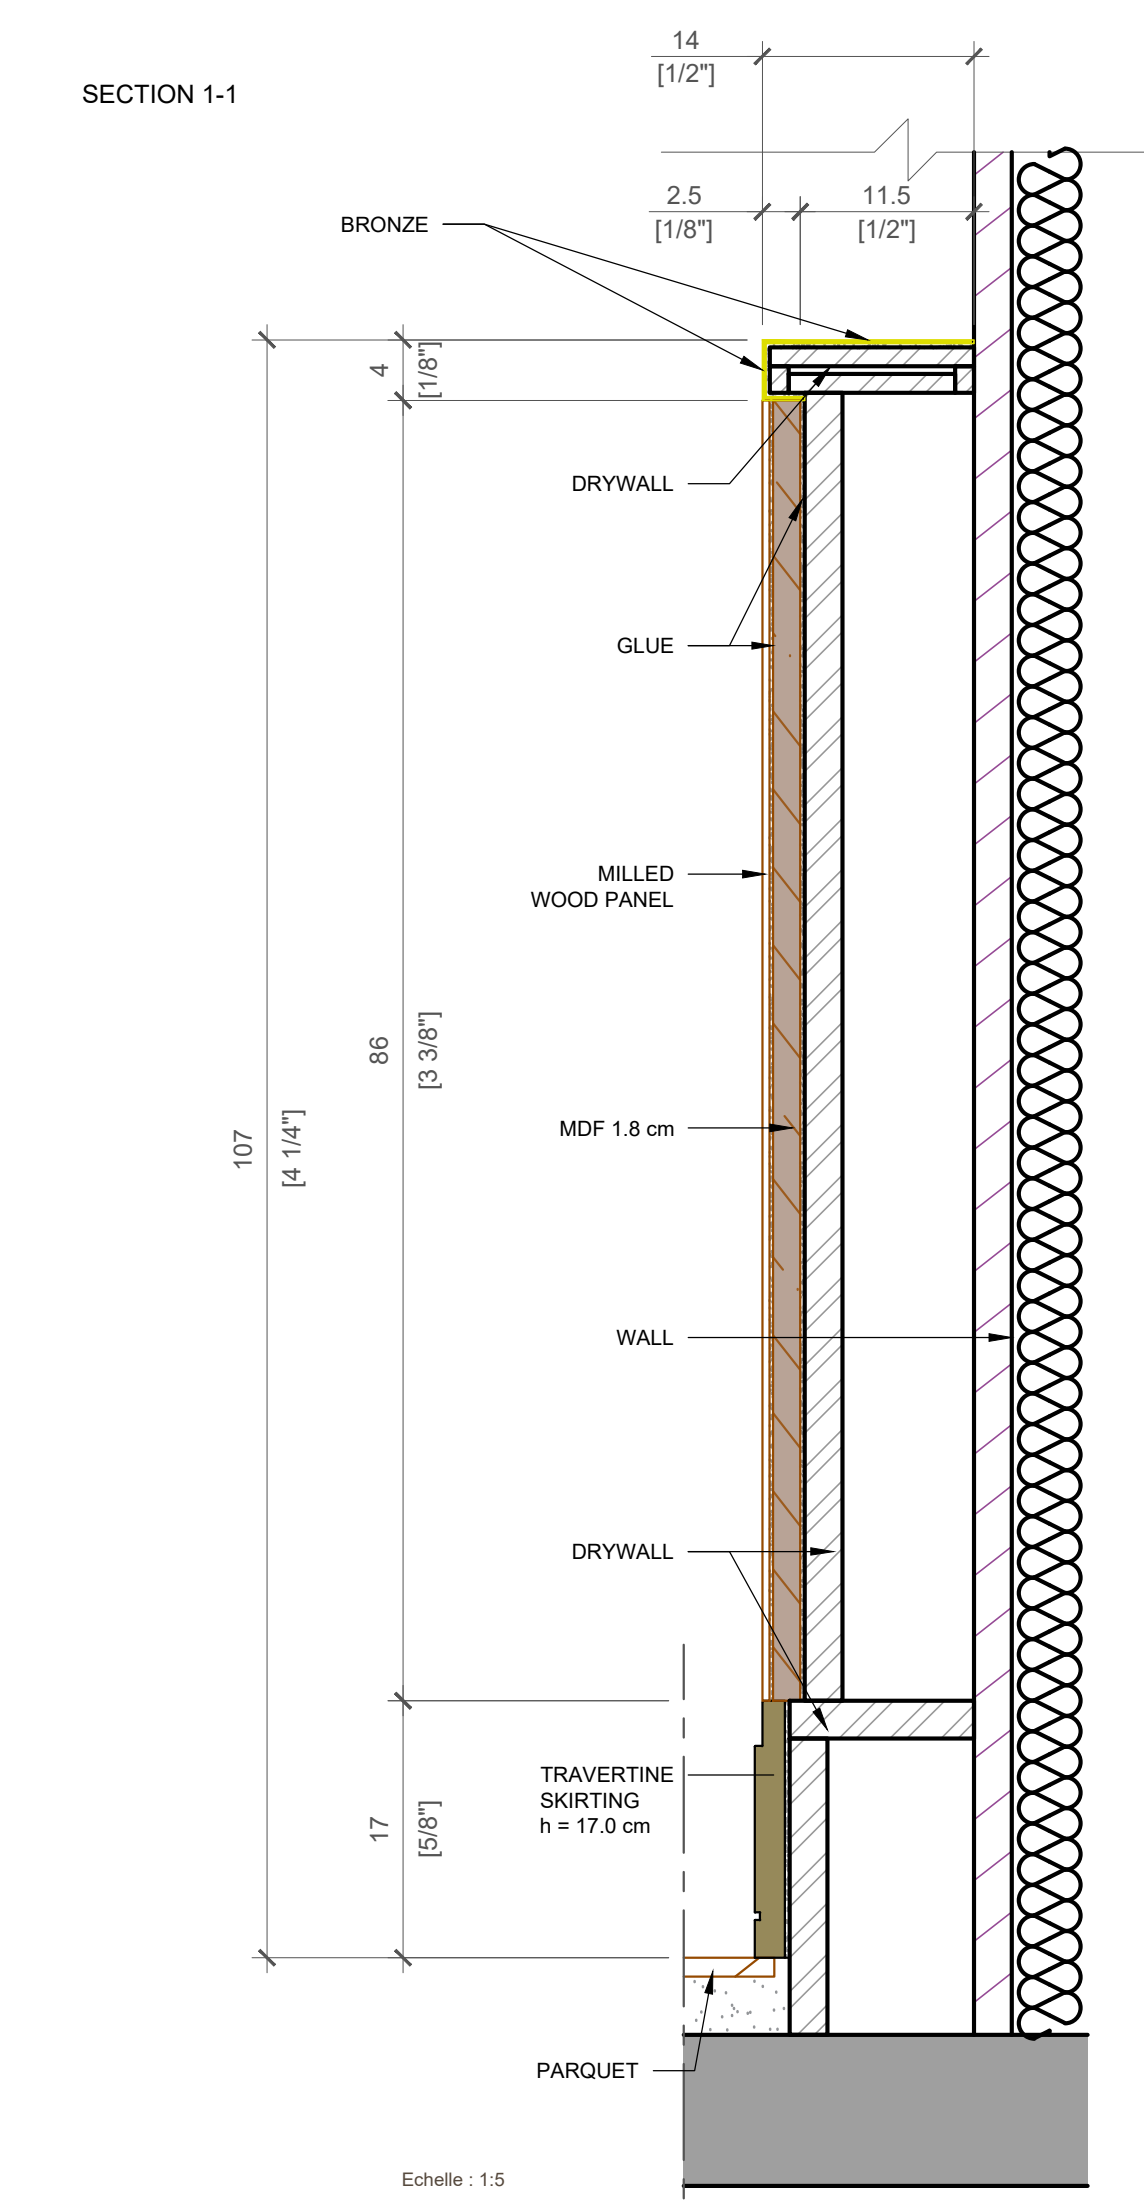 14
[1/2"]
SECTION 1-1
2.5
[1/8"]
11.5
[1/2"]
BRONZE
4
[1/8"]
DRYWALL
GLUE
MILLED
WOOD PANEL
86
[3 3/8"]
107
[4 1/4"]
MDF 1.8 cm
WALL
DRYWALL
TRAVERTINE
SKIRTING
h = 17.0 cm
17
[5/8"]
PARQUET
Echelle : 1:5